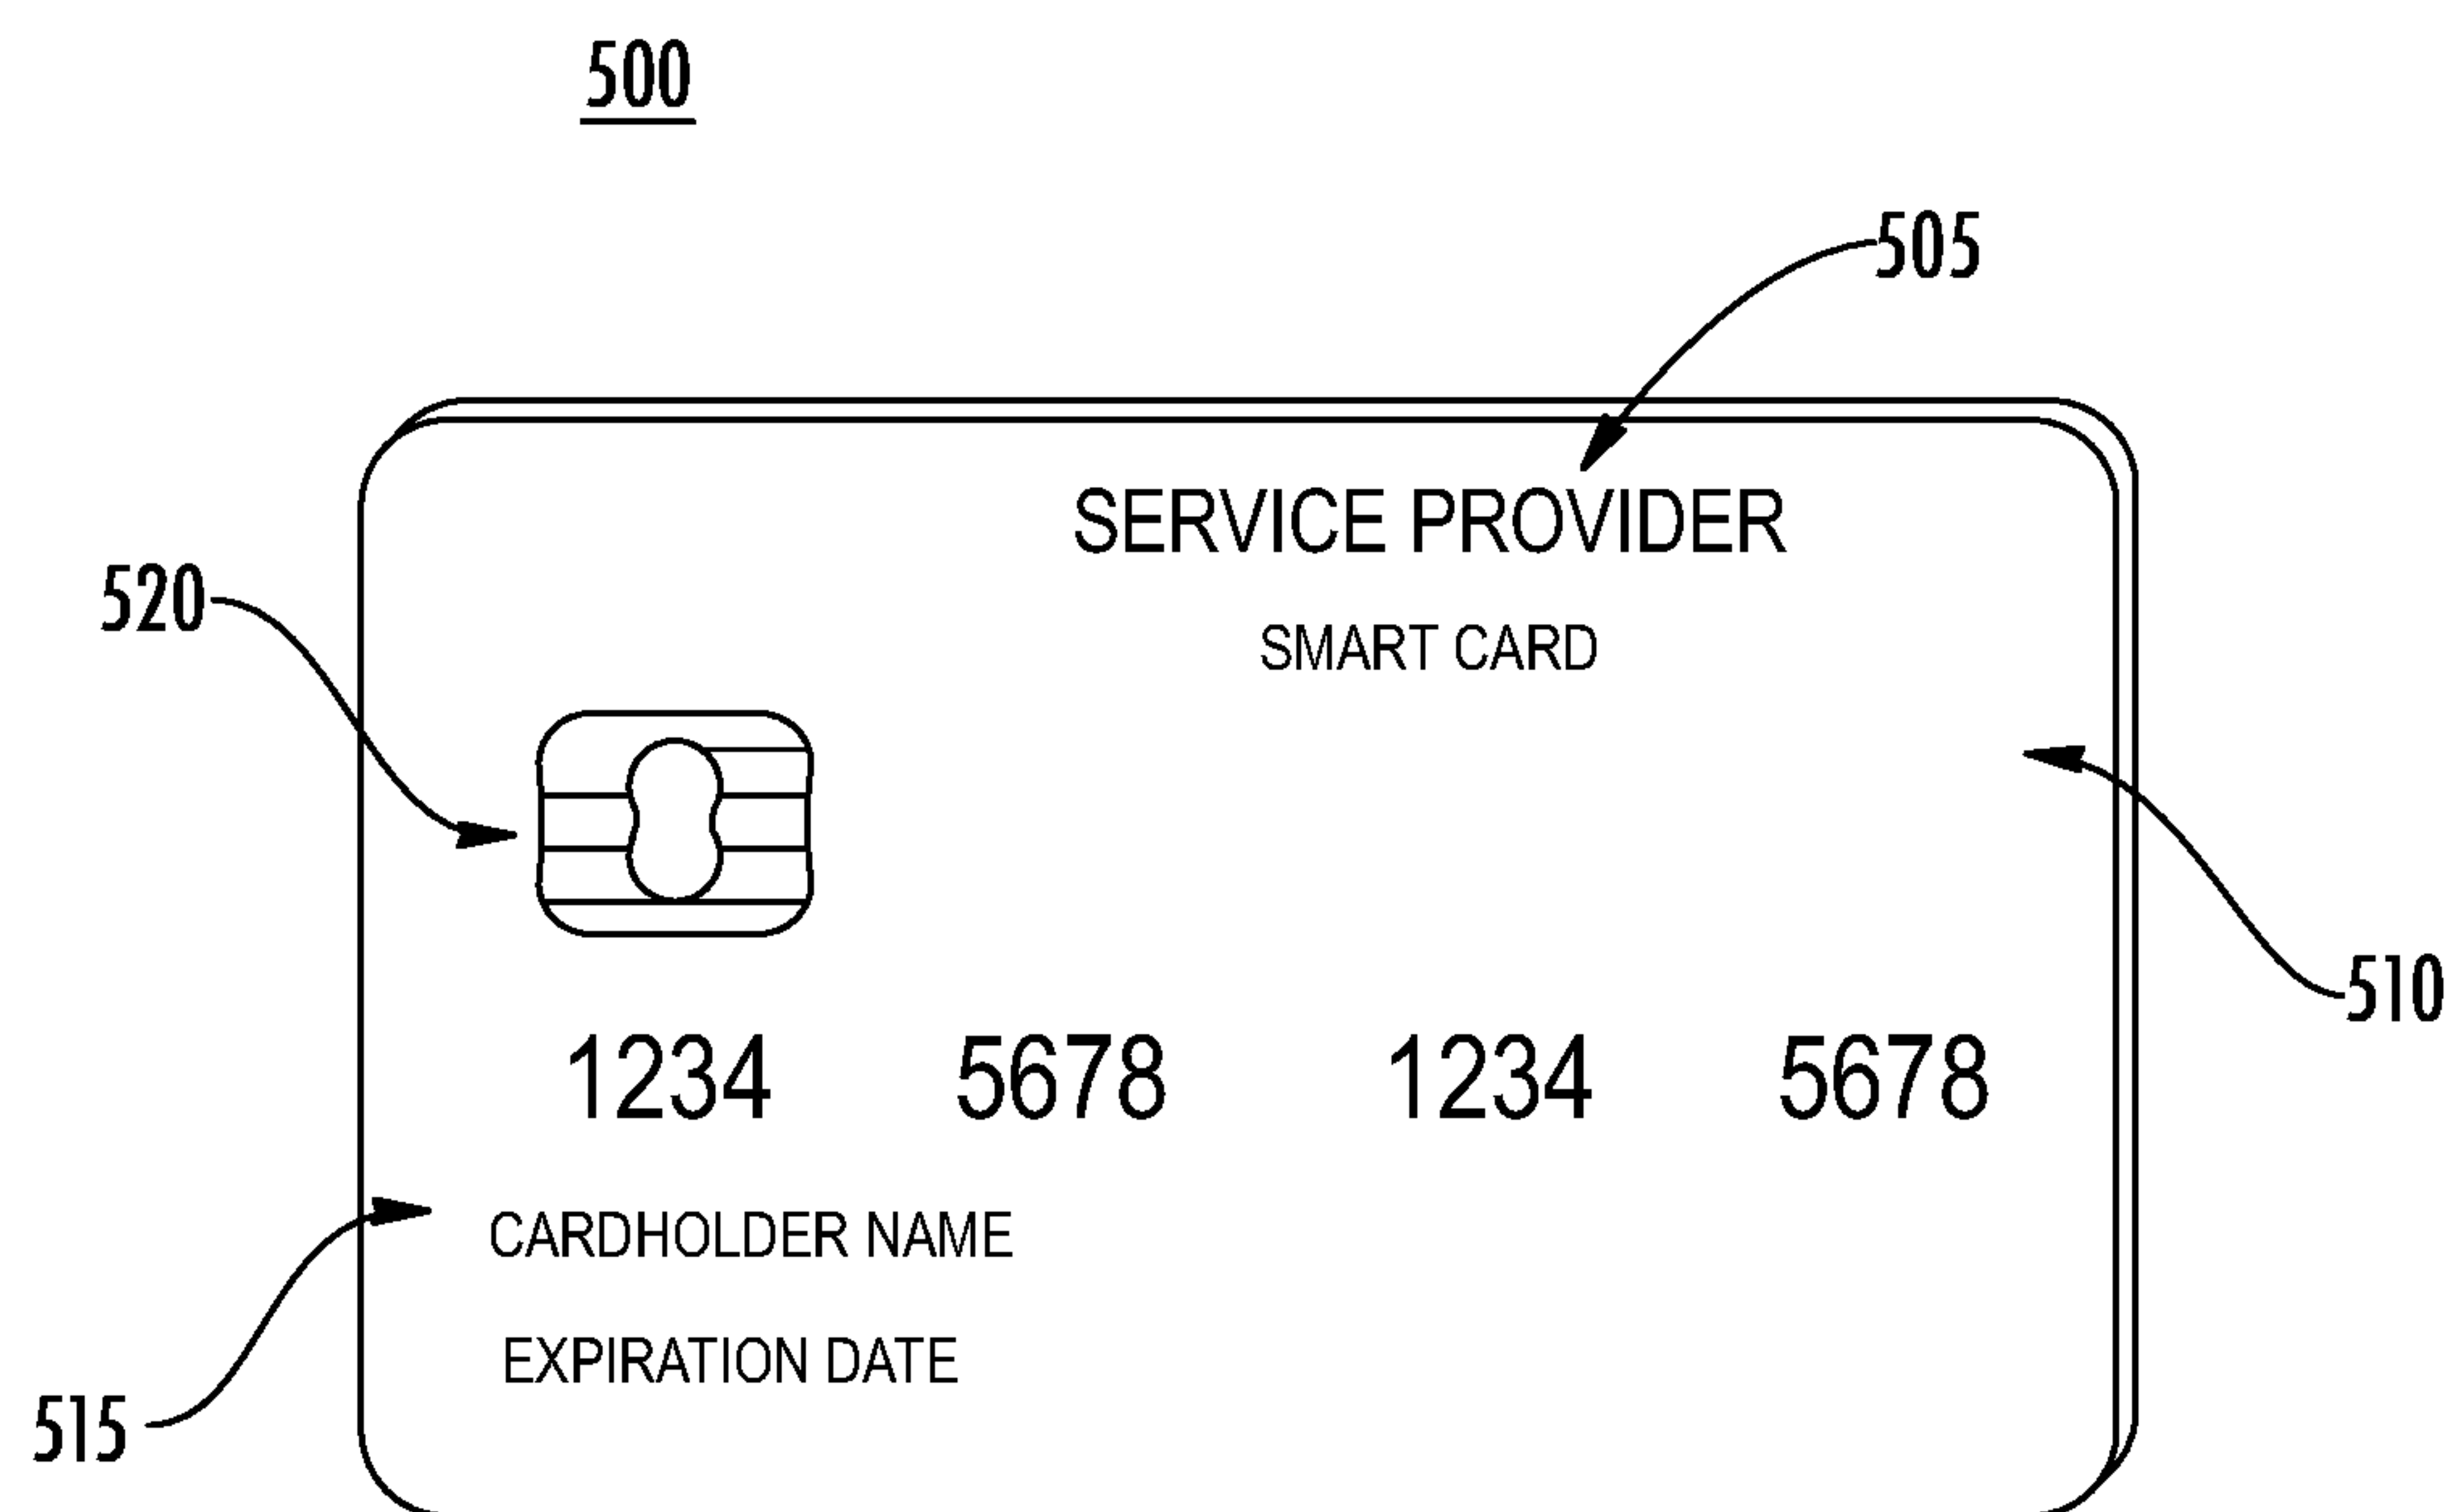 500
505
SERVICE PROVIDER
520
SMART CARD
510
1234 5678 1234 5678
CARDHOLDER NAME
EXPIRATION DATE
515